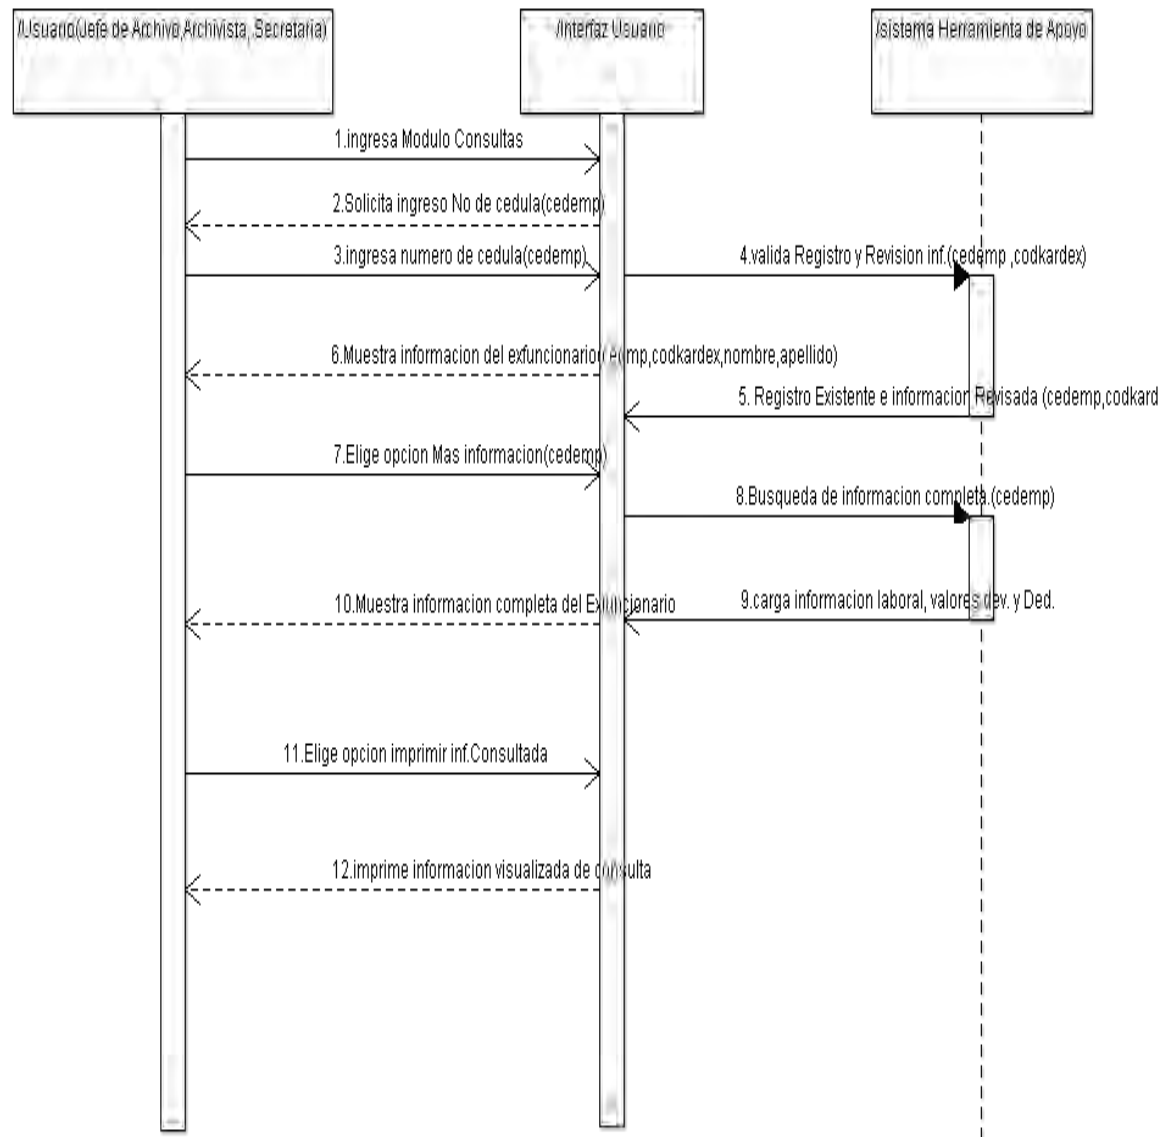 /Usuario(Jefe de Archivo,Archivista, Secretaria)
/Interfaz Usuario
/sistema Herramienta de Apoyo
1.ingresa Modulo Consultas
2.Solicita ingreso No de cedula(cedemp)
3.ingresa numero de cedula(cedemp)
4.valida Registro y Revision inf.(cedemp ,codkardex)
6.Muestra informacion del exfuncionario( mp,codkardex,nombre,apellido)
5. Registro Existente e informacion Revisada (cedemp,codkard
7.Elige opcion Mas informacion(cedemp)
8.Busqueda de informacion completa.(cedemp)
10.Muestra informacion completa del Exfuncionario
9.carga informacion laboral, valores dev. y Ded.
11.Elige opcion imprimir inf.Consultada
12.imprime informacion visualizada de consulta